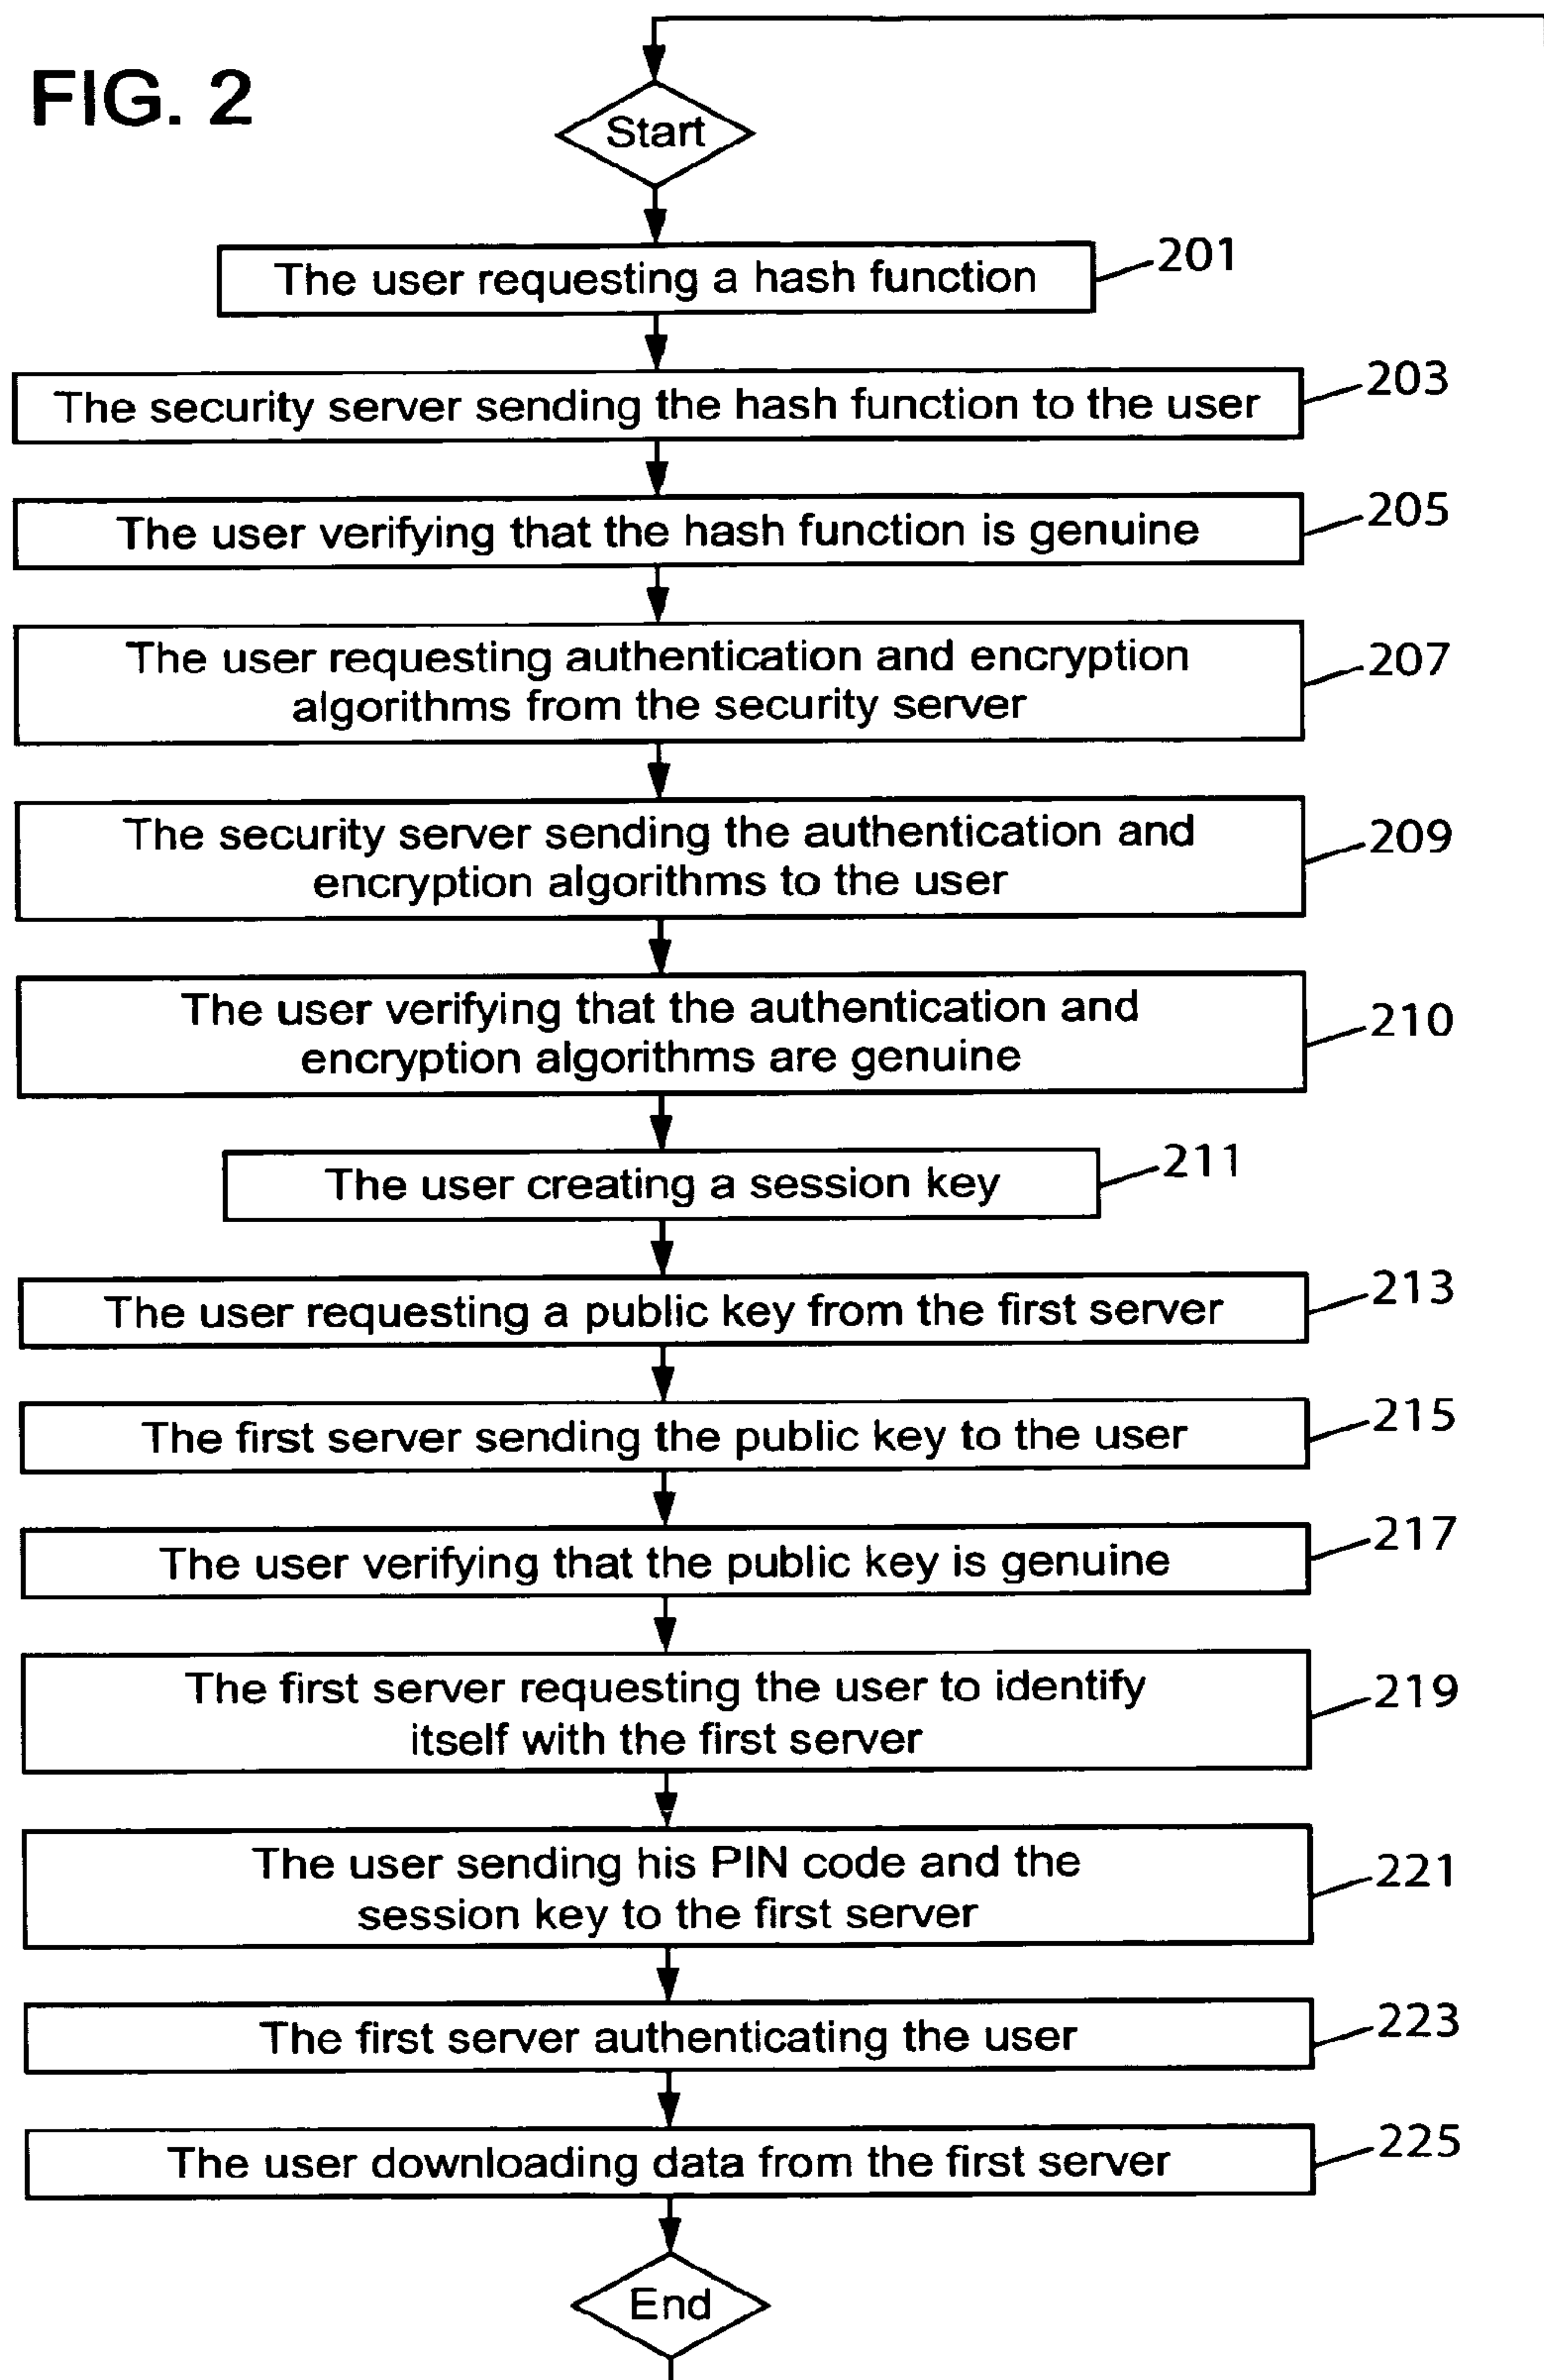 FIG. 2
Start
The user requesting a hash function
201
The security server sending the hash function to the user
203
The user verifying that the hash function is genuine
205
The user requesting authentication and encryption
algorithms from the security server
207
The security server sending the authentication and
encryption algorithms to the user
209
The user verifying that the authentication and
encryption algorithms are genuine
210
The user creating a session key
211
The user requesting a public key from the first server
213
The first server sending the public key to the user
215
The user verifying that the public key is genuine
217
The first server requesting the user to identify
itself with the first server
219
The user sending his PIN code and the
session key to the first server
221
The first server authenticating the user
223
The user downloading data from the first server
225
End